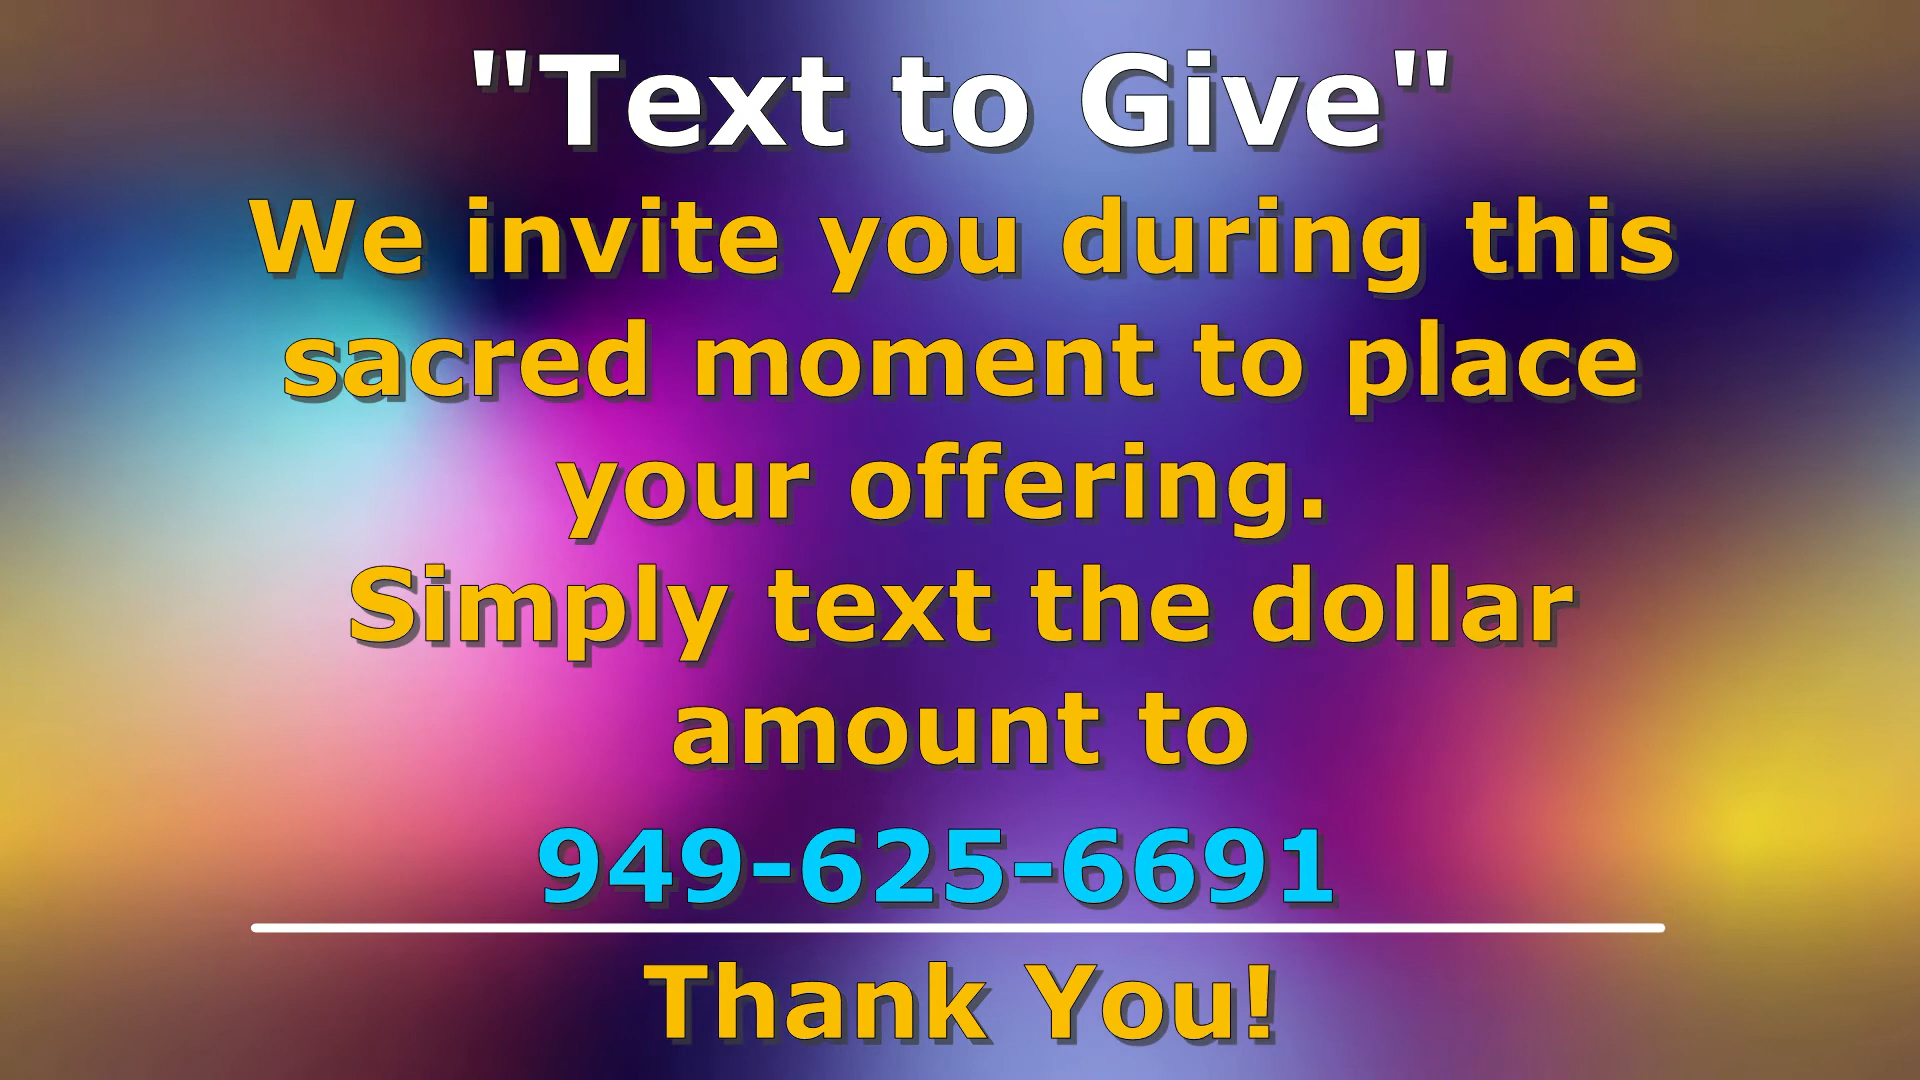 "Text to Give"
We invite you during this
sacred moment to place
your offering.
Simply text the dollar
amount to
949-625-6691
Thank You!